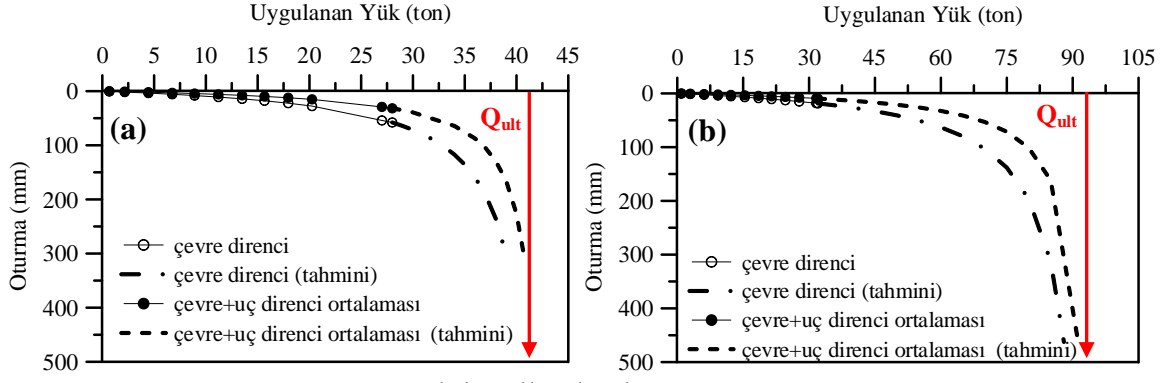 Uygulanan Yük (ton)
0 5 10 15 20 25 30 35 40 45
0
100
200
300
400
500
Oturma (mm)
(a)
Qult
çevre direnci
çevre direnci (tahmini)
çevre+uç direnci ortalaması
çevre+uç direnci ortalaması (tahmini)
Uygulanan Yük (ton)
0 15 30 45 60 75 90 105
0
100
200
300
400
500
Oturma (mm)
(b)
Qult
çevre direnci
çevre direnci (tahmini)
çevre+uç direnci ortalaması
çevre+uç direnci ortalaması (tahmini)